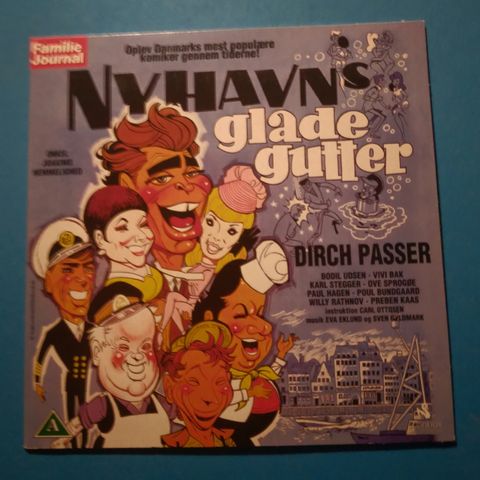 Familie
Journal
Oplev Danmarks mest populære
komiker gennem tiderne!
NYHAVNS
glade
gutter
DIRCH PASSER
BODIL UDSEN - VIVI BAK
KARL STEGGER - OVE SPROGØE
PAUL HAGEN - POUL BUNDGAARD
WILLY RATHNOV - PREBEN KAAS
instruktion CARL OTTOSEN
musik EVA EKLUND og SVEN GYLDMARK
A